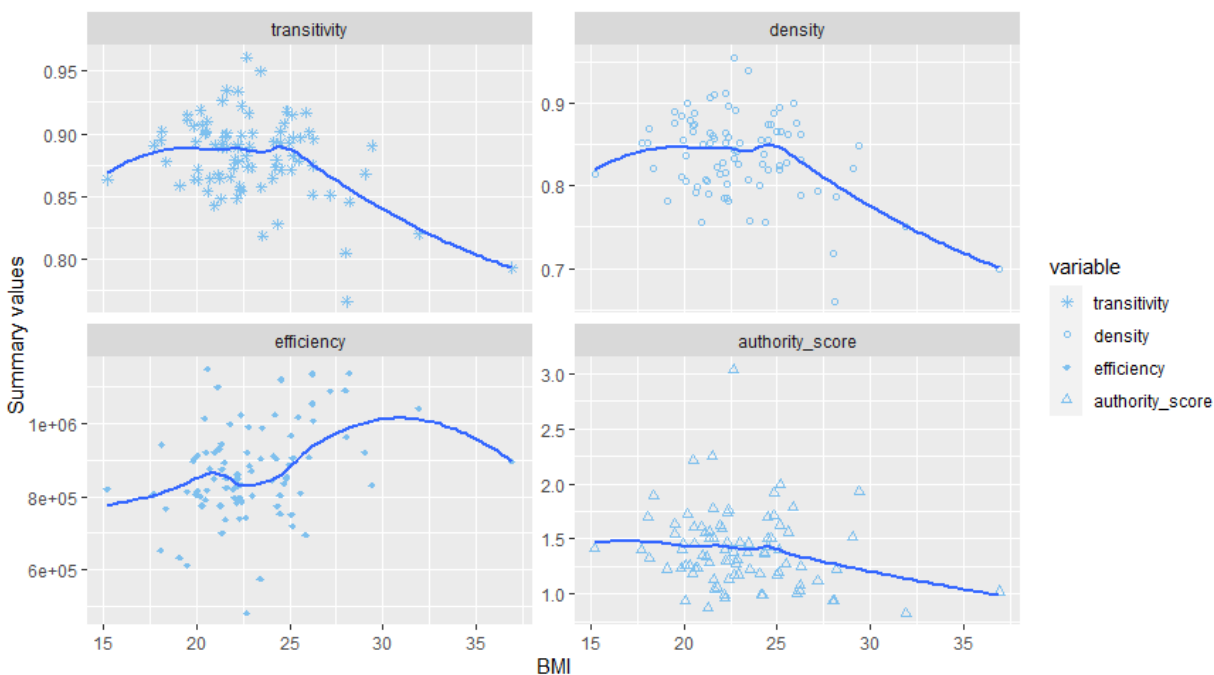 transitivity
density
0.95
0.90
0.85
0.80
0.9
0.8
0.7
efficiency
authority_score
1e+06
8e+05
6e+05
3.0
2.5
2.0
1.5
1.0
15 20 25 30 35
15 20 25 30 35
Summary values
BMI
variable
transitivity
density
efficiency
authority_score